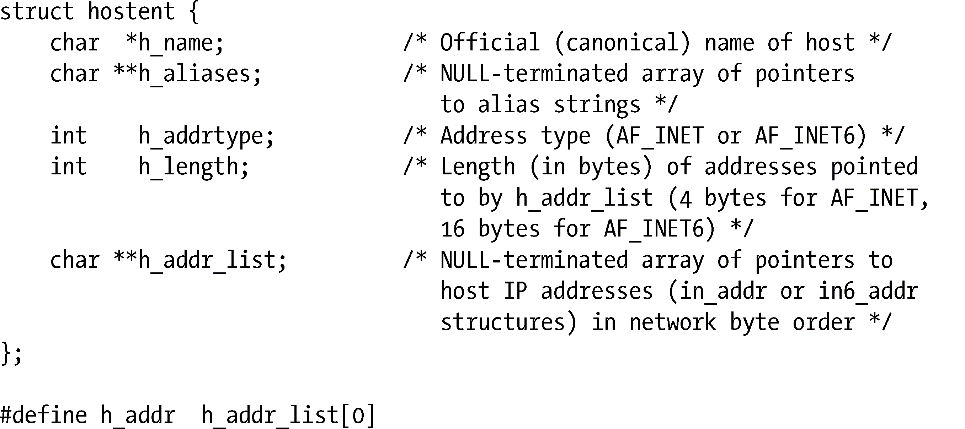 struct hostent {
    char  *h_name;              /* Official (canonical) name of host */
    char **h_aliases;           /* NULL-terminated array of pointers
                                   to alias strings */
    int    h_addrtype;          /* Address type (AF_INET or AF_INET6) */
    int    h_length;            /* Length (in bytes) of addresses pointed
                                   to by h_addr_list (4 bytes for AF_INET,
                                   16 bytes for AF_INET6) */
    char **h_addr_list;         /* NULL-terminated array of pointers to
                                   host IP addresses (in_addr or in6_addr
                                   structures) in network byte order */
};

#define h_addr  h_addr_list[0]